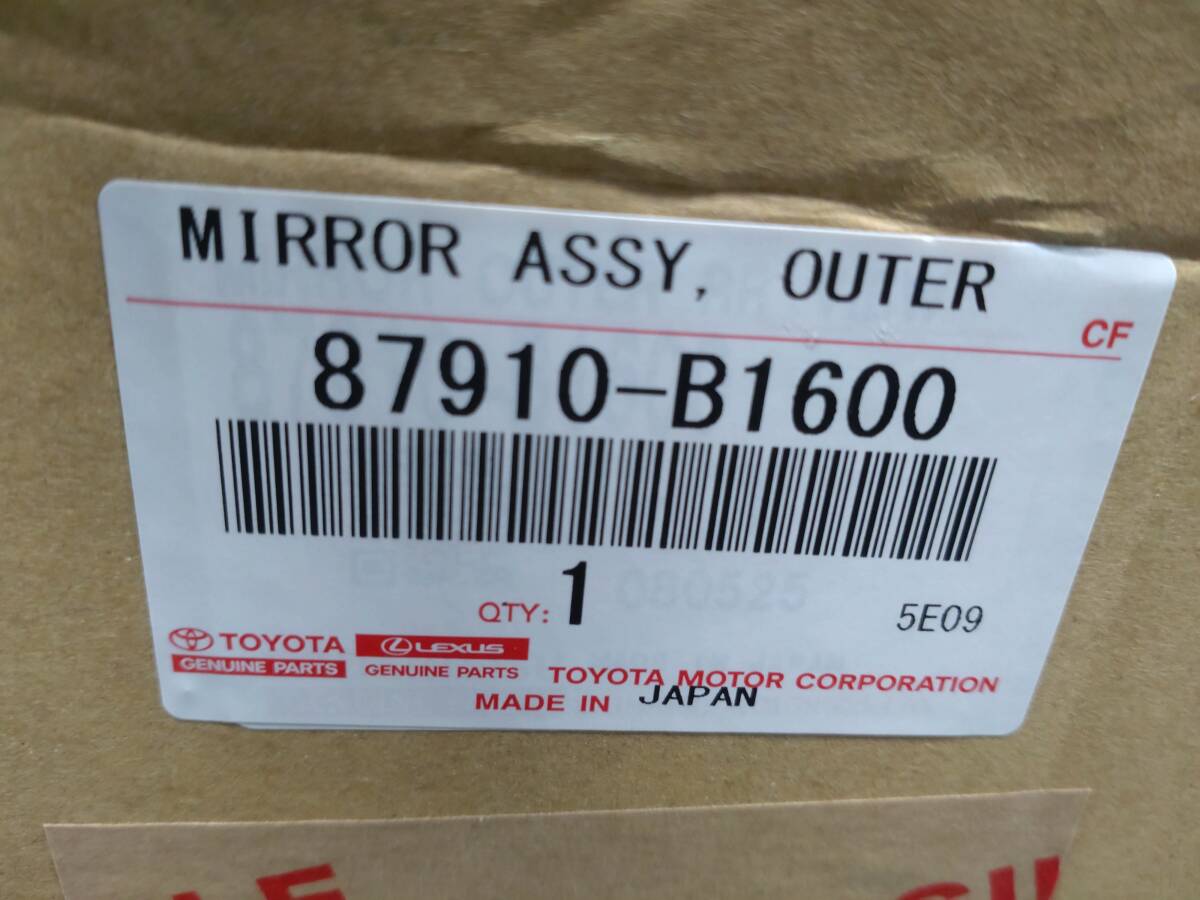 MIRROR ASSY, OUTER
CF
87910-B1600
QTY: 1
080525
5E09
TOYOTA
GENUINE PARTS
LEXUS
GENUINE PARTS
TOYOTA MOTOR CORPORATION
MADE IN JAPAN